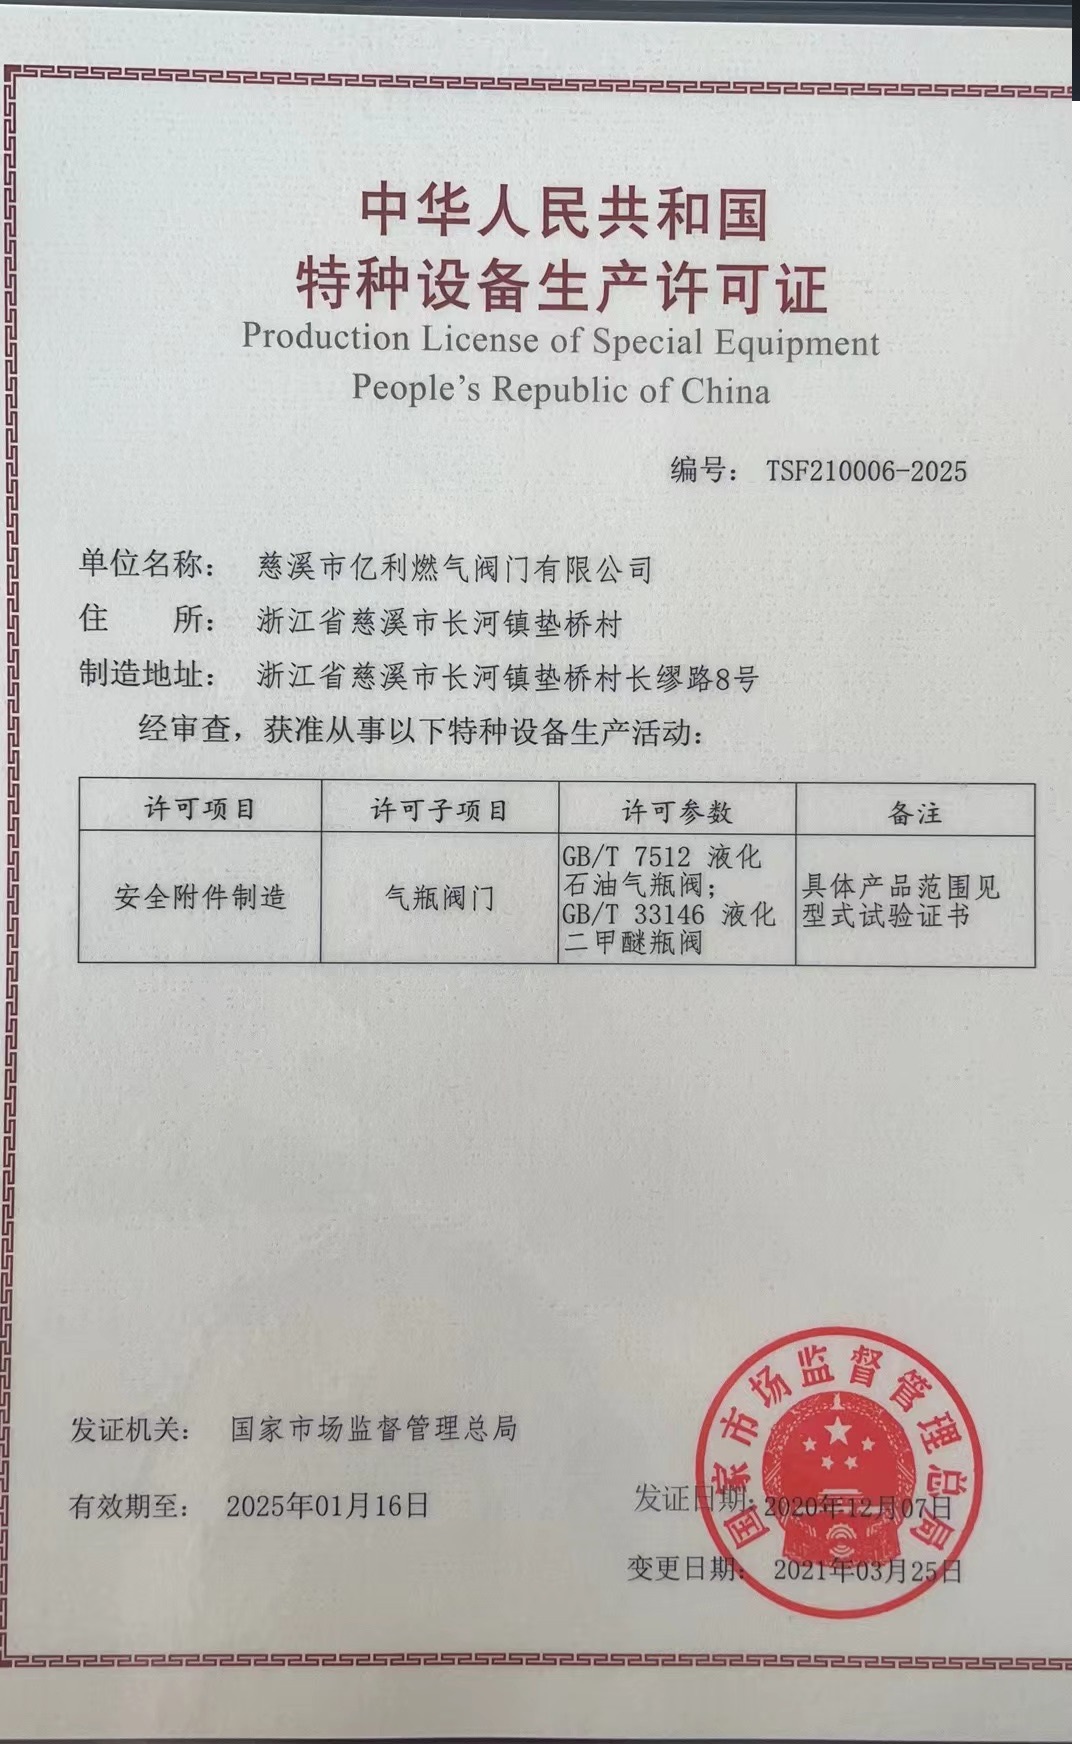 中华人民共和国
特种设备生产许可证
Production License of Special Equipment
People's Republic of China
编号： TSF210006-2025
单位名称： 慈溪市亿利燃气阀门有限公司
住 所： 浙江省慈溪市长河镇垫桥村
制造地址： 浙江省慈溪市长河镇垫桥村长缪路8号
经审查，获准从事以下特种设备生产活动：
许可项目 许可子项目 许可参数 备注
安全附件制造 气瓶阀门
GB/T 7512 液化
石油气瓶阀；
GB/T 33146 液化
二甲醚瓶阀
具体产品范围见
型式试验证书
发证机关： 国家市场监督管理总局
有效期至： 2025年01月16日
发证日期：2020年12月07日
变更日期： 2021年03月25日
国家市场监督管理总局